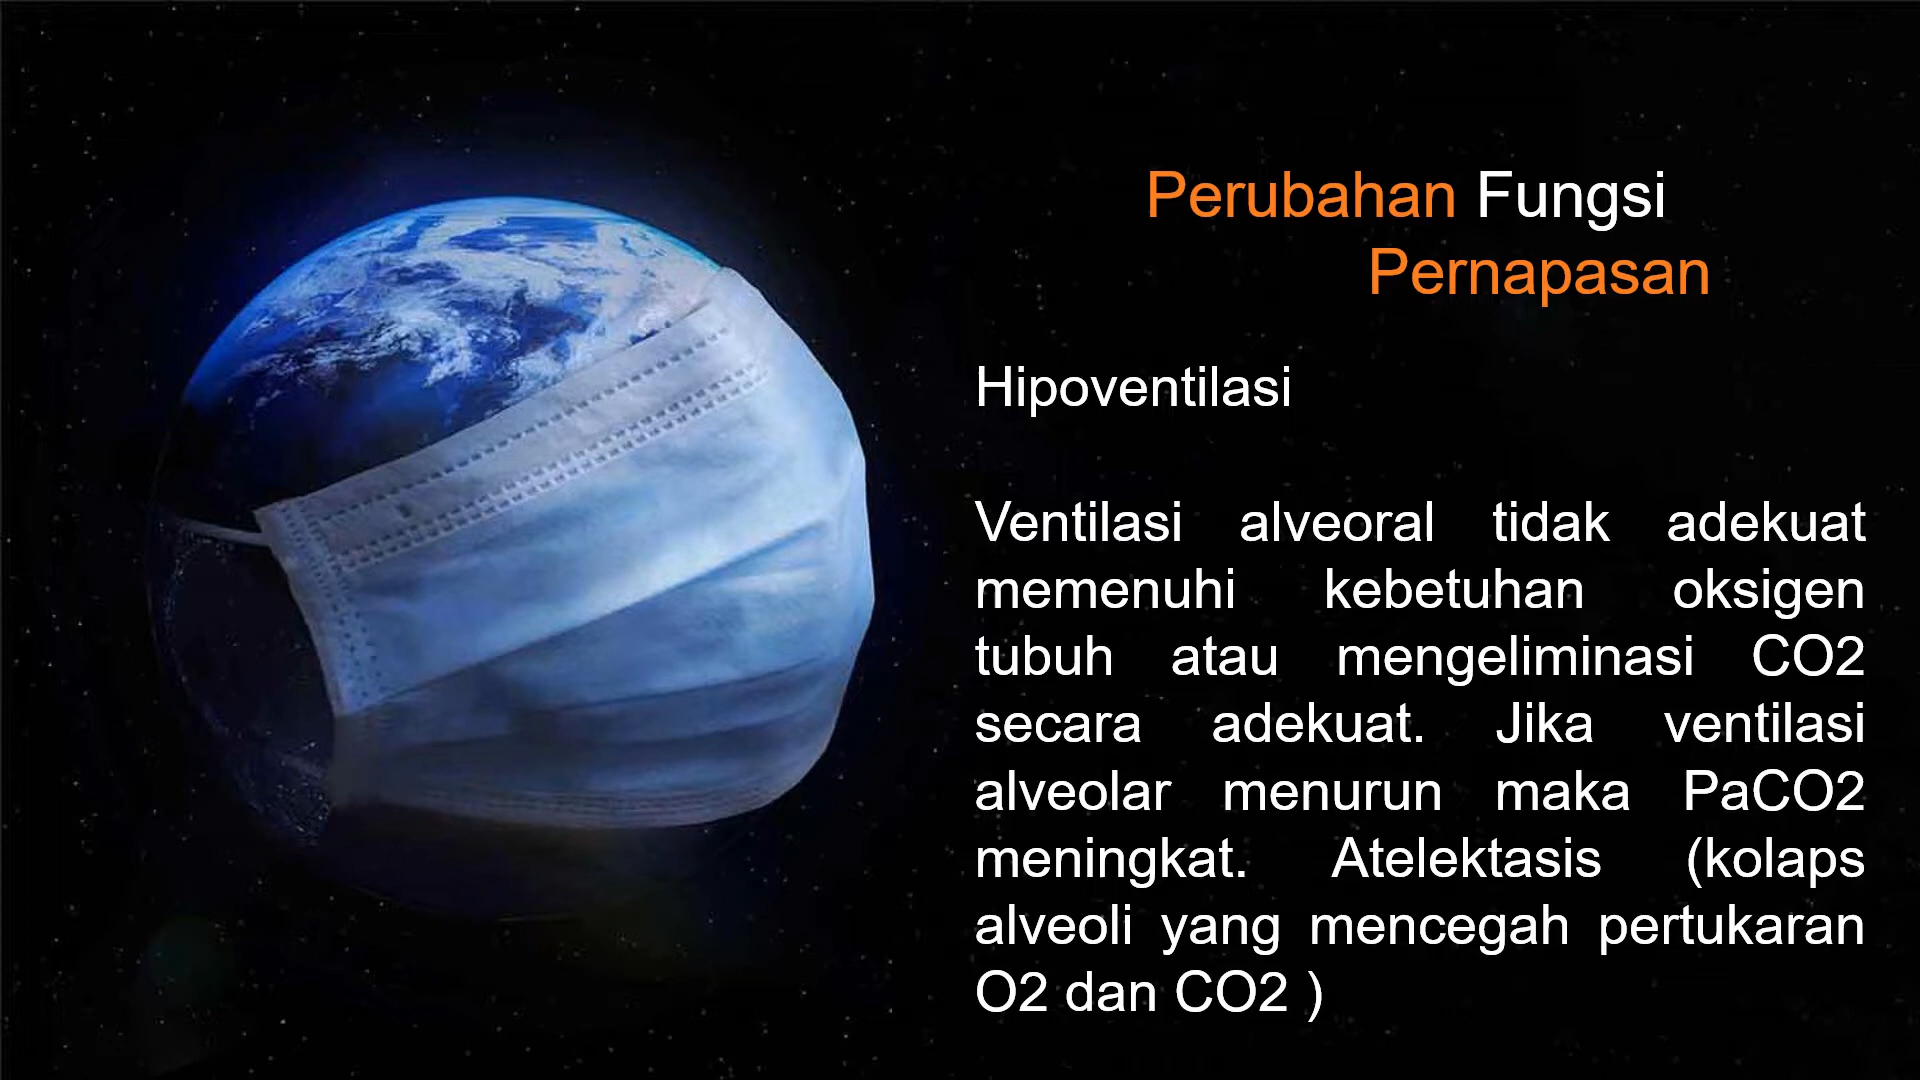 Perubahan Fungsi
Pernapasan
Hipoventilasi
Ventilasi alveoral tidak adekuat
memenuhi kebetuhan oksigen
tubuh atau mengeliminasi CO2
secara adekuat. Jika ventilasi
alveolar menurun maka PaCO2
meningkat. Atelektasis (kolaps
alveoli yang mencegah pertukaran
O2 dan CO2 )